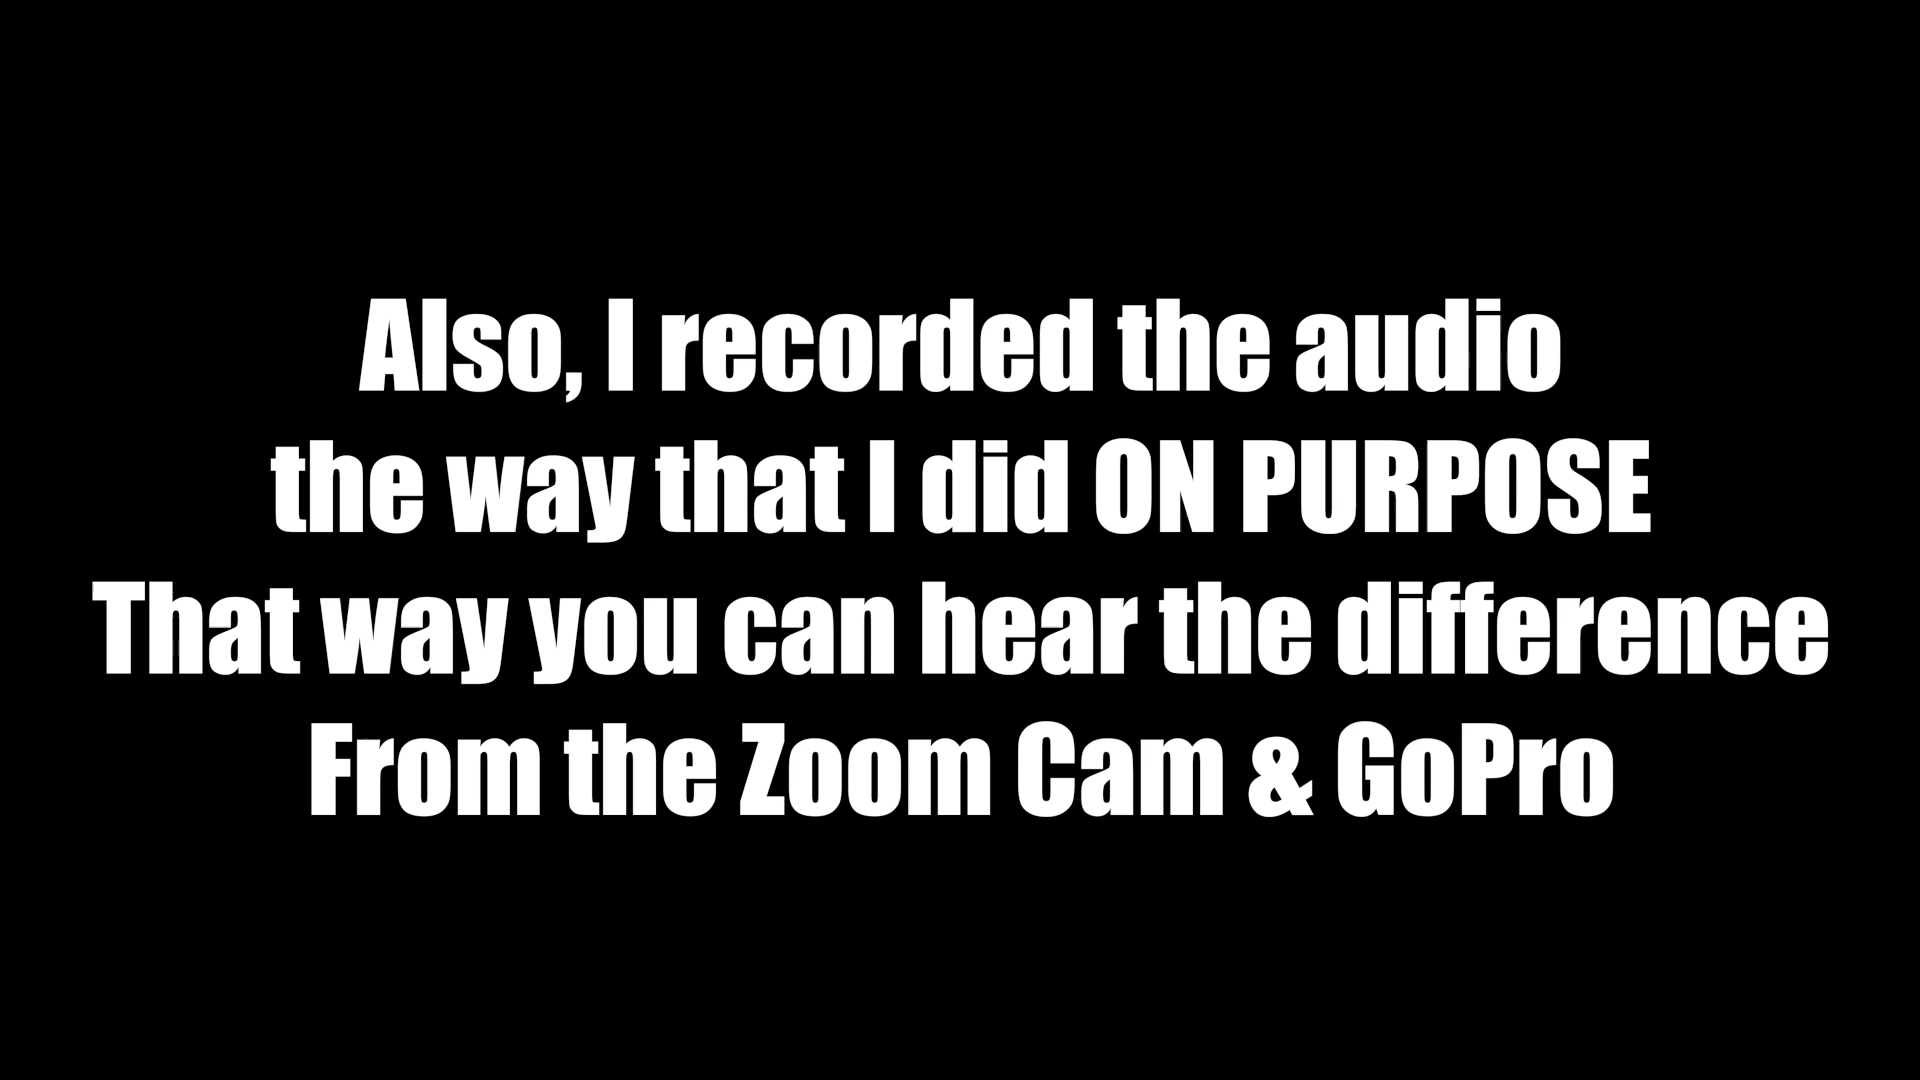 Also, I recorded the audio
the way that I did ON PURPOSE
That way you can hear the difference
From the Zoom Cam & GoPro